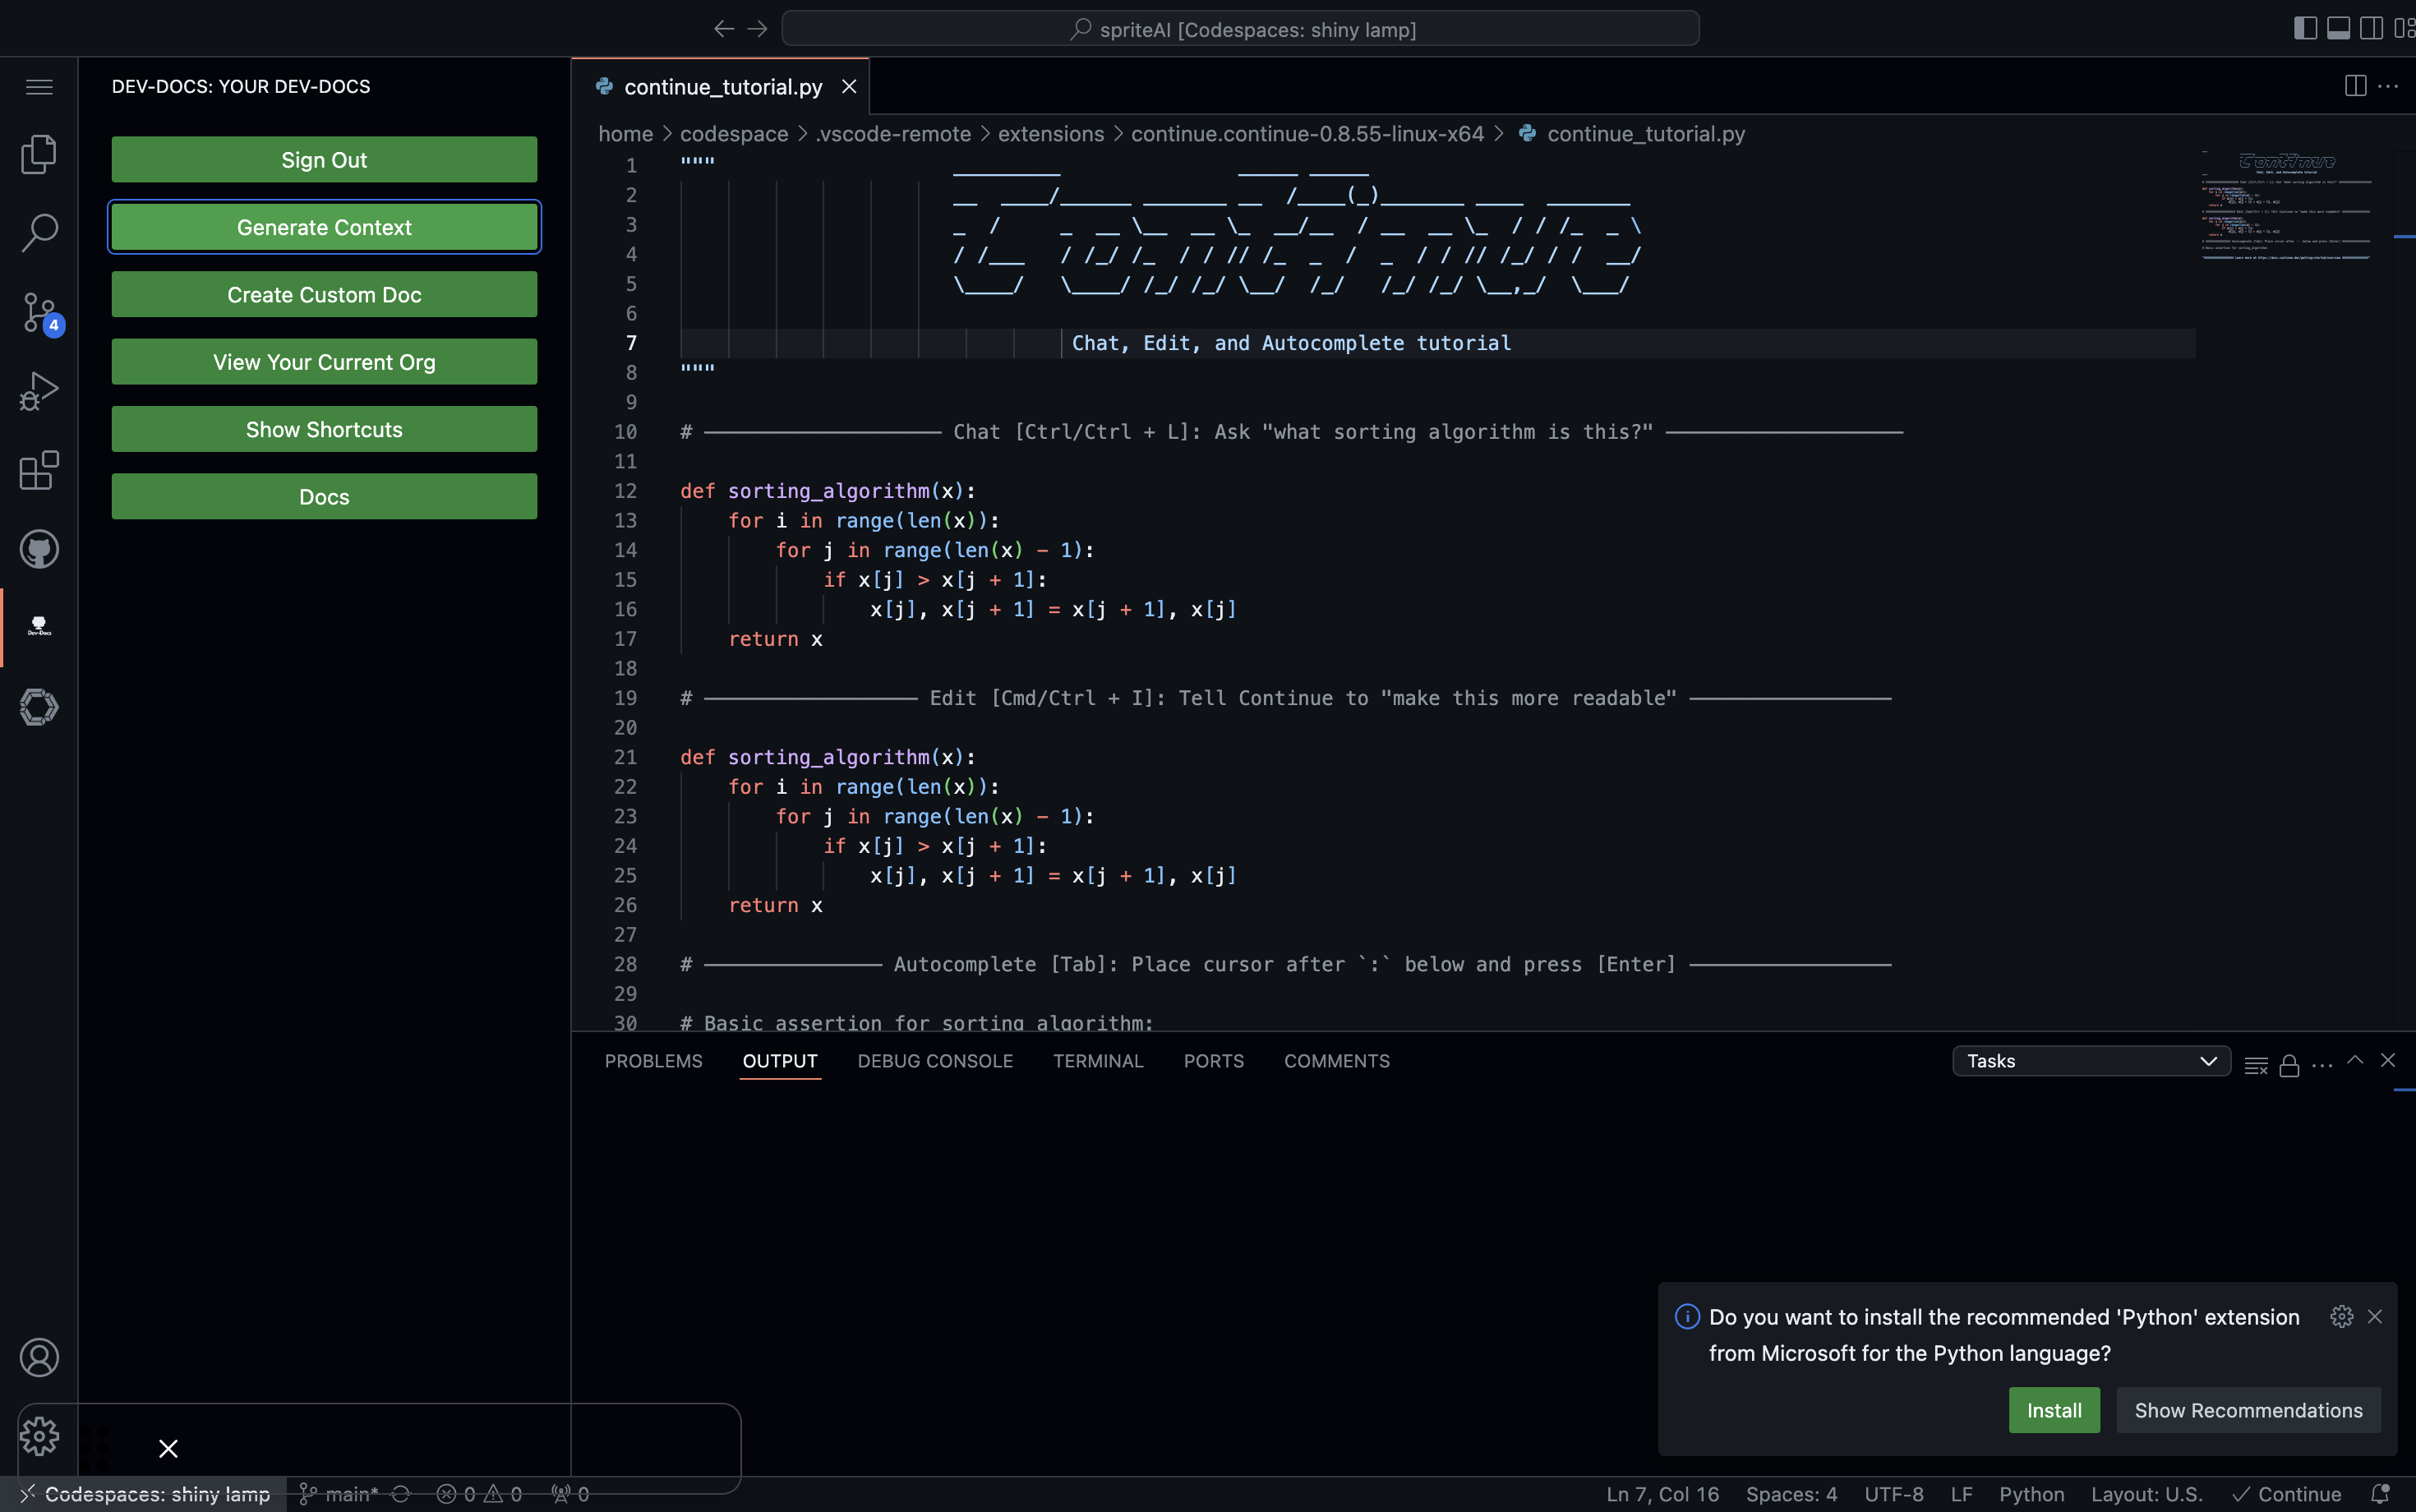 spriteAI [Codespaces: shiny lamp]
DEV-DOCS: YOUR DEV-DOCS
Sign Out
Generate Context
Create Custom Doc
View Your Current Org
Show Shortcuts
Docs
4
Dev-Docs
continue_tutorial.py
home > codespace > .vscode-remote > extensions > continue.continue-0.8.55-linux-x64 > continue_tutorial.py
1 """
2
3
4
5
6
7 Chat, Edit, and Autocomplete tutorial
8 """
9
10 # —————————— Chat [Ctrl/Ctrl + L]: Ask "what sorting algorithm is this?" ——————————
11
12 def sorting_algorithm(x):
13     for i in range(len(x)):
14         for j in range(len(x) - 1):
15             if x[j] > x[j + 1]:
16                 x[j], x[j + 1] = x[j + 1], x[j]
17     return x
18
19 # ————————— Edit [Cmd/Ctrl + I]: Tell Continue to "make this more readable" —————————
20
21 def sorting_algorithm(x):
22     for i in range(len(x)):
23         for j in range(len(x) - 1):
24             if x[j] > x[j + 1]:
25                 x[j], x[j + 1] = x[j + 1], x[j]
26     return x
27
28 # ———————— Autocomplete [Tab]: Place cursor after `:` below and press [Enter] —————————
29
30 # Basic assertion for sorting_algorithm:
PROBLEMS OUTPUT DEBUG CONSOLE TERMINAL PORTS COMMENTS
Tasks
Do you want to install the recommended 'Python' extension
from Microsoft for the Python language?
Install
Show Recommendations
Codespaces: shiny lamp main* 0 0 0
Ln 7, Col 16 Spaces: 4 UTF-8 LF Python Layout: U.S. Continue